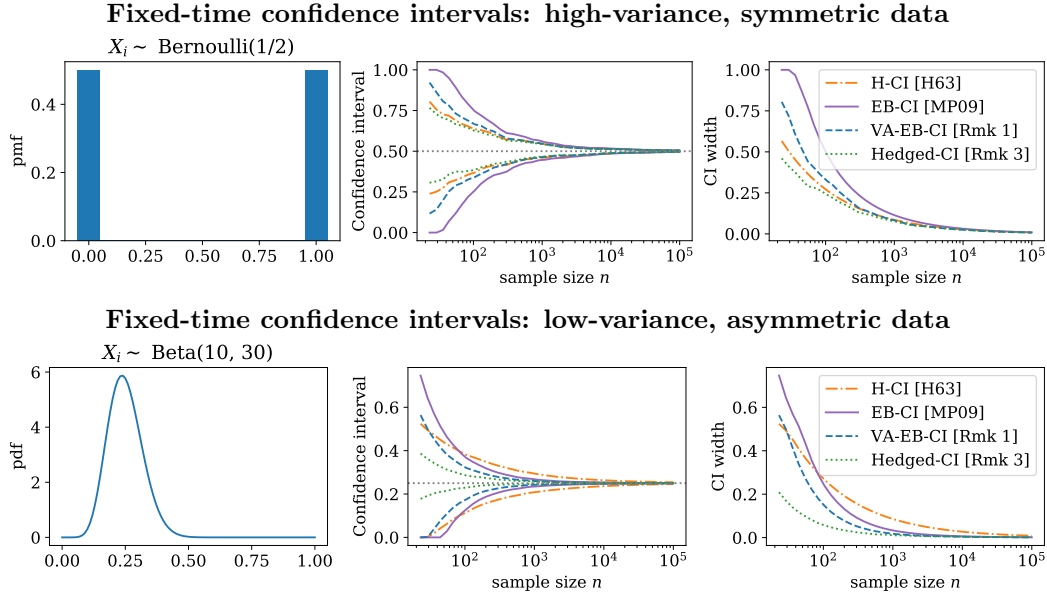 Fixed-time confidence intervals: high-variance, symmetric data
X_i ~ Bernoulli(1/2)
pmf
0.4
0.2
0.0
0.00 0.25 0.50 0.75 1.00
Confidence interval
1.00
0.75
0.50
0.25
0.00
10² 10³ 10⁴ 10⁵
sample size n
CI width
1.00
0.75
0.50
0.25
0.00
10² 10³ 10⁴ 10⁵
sample size n
H-CI [H63]
EB-CI [MP09]
VA-EB-CI [Rmk 1]
Hedged-CI [Rmk 3]
Fixed-time confidence intervals: low-variance, asymmetric data
X_i ~ Beta(10, 30)
pdf
6
4
2
0
0.00 0.25 0.50 0.75 1.00
Confidence interval
0.6
0.4
0.2
0.0
10² 10³ 10⁴ 10⁵
sample size n
CI width
0.6
0.4
0.2
0.0
10² 10³ 10⁴ 10⁵
sample size n
H-CI [H63]
EB-CI [MP09]
VA-EB-CI [Rmk 1]
Hedged-CI [Rmk 3]